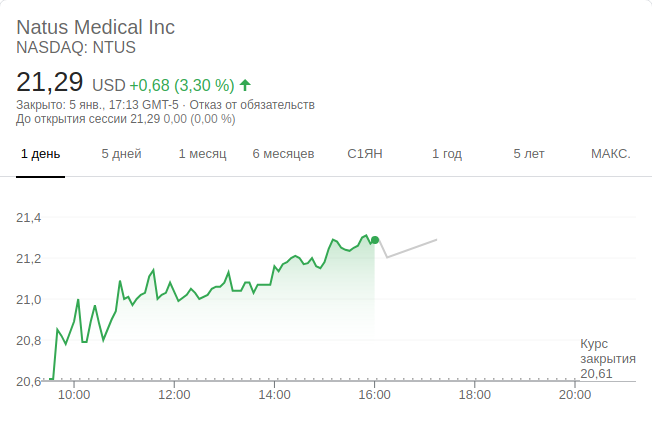 Natus Medical Inc
NASDAQ: NTUS
21,29 USD +0,68 (3,30 %)
Закрыто: 5 янв., 17:13 GMT-5 · Отказ от обязательств
До открытия сессии 21,29 0,00 (0,00 %)
1 день 5 дней 1 месяц 6 месяцев С1ЯН 1 год 5 лет МАКС.
21,4
21,2
21,0
20,8
Курс
закрытия
20,61
20,6
10:00 12:00 14:00 16:00 18:00 20:00